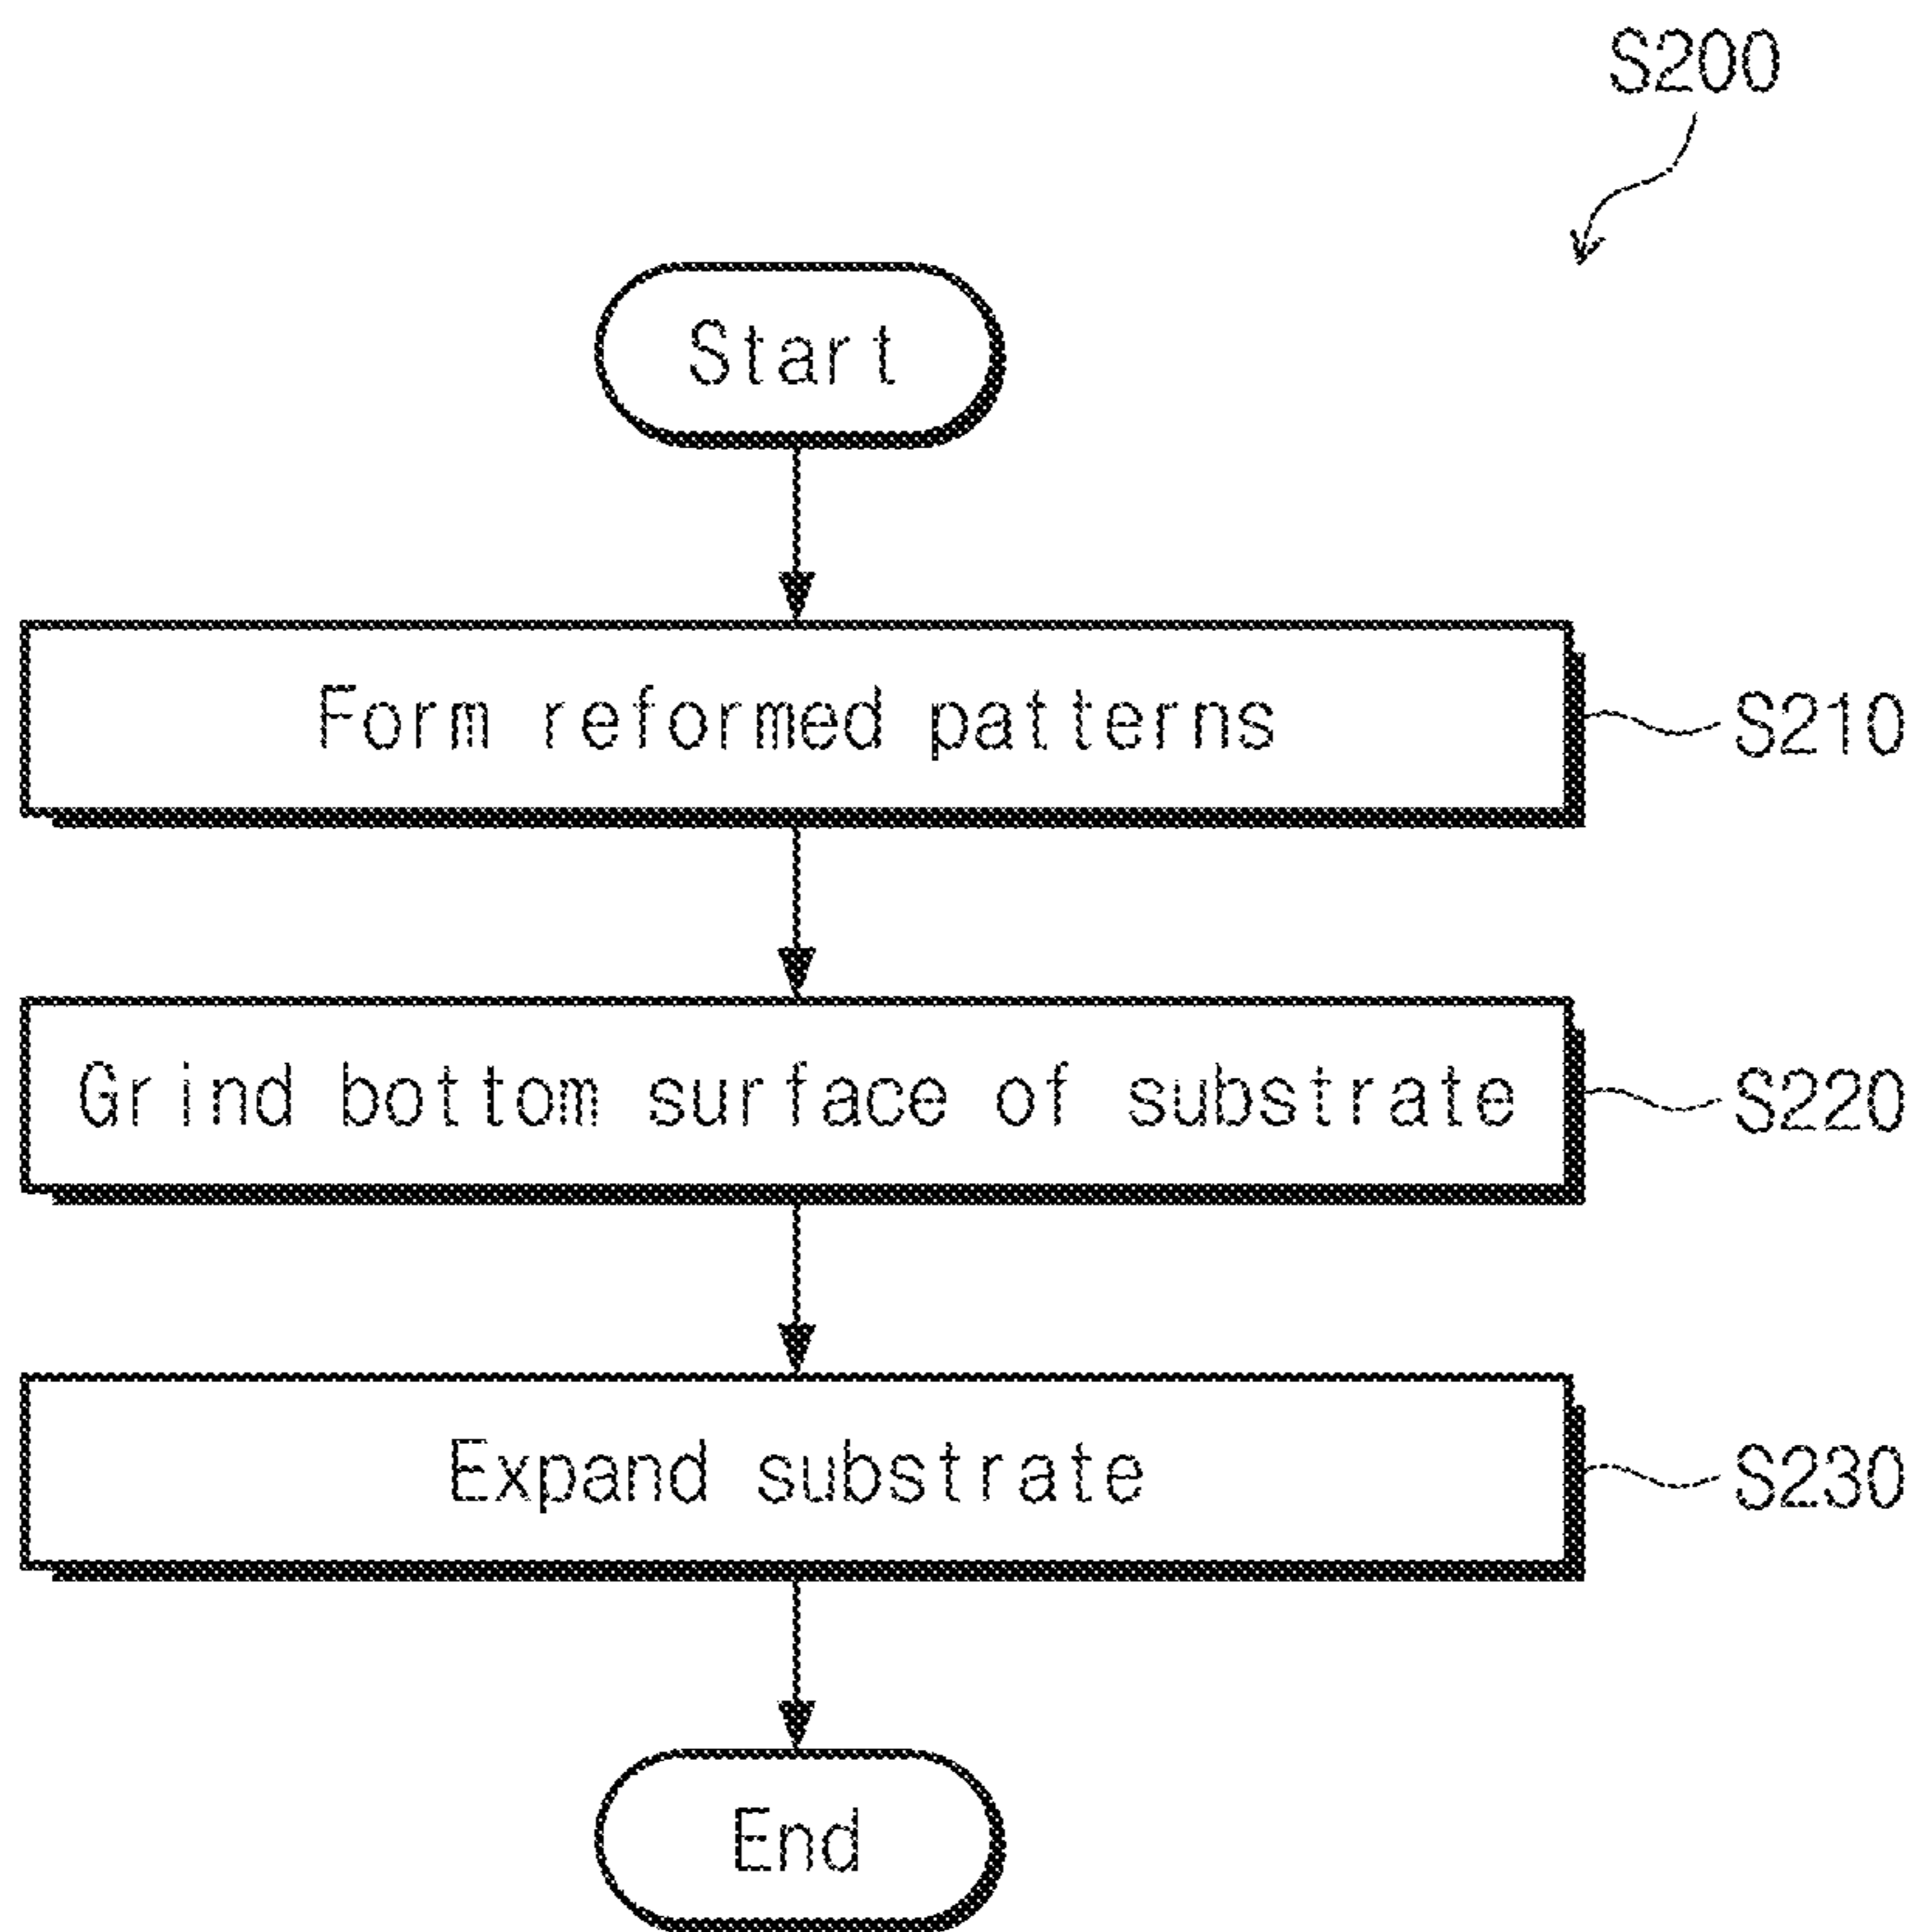 S200
Start
Form reformed patterns
S210
Grind bottom surface of substrate
S220
Expand substrate
S230
End